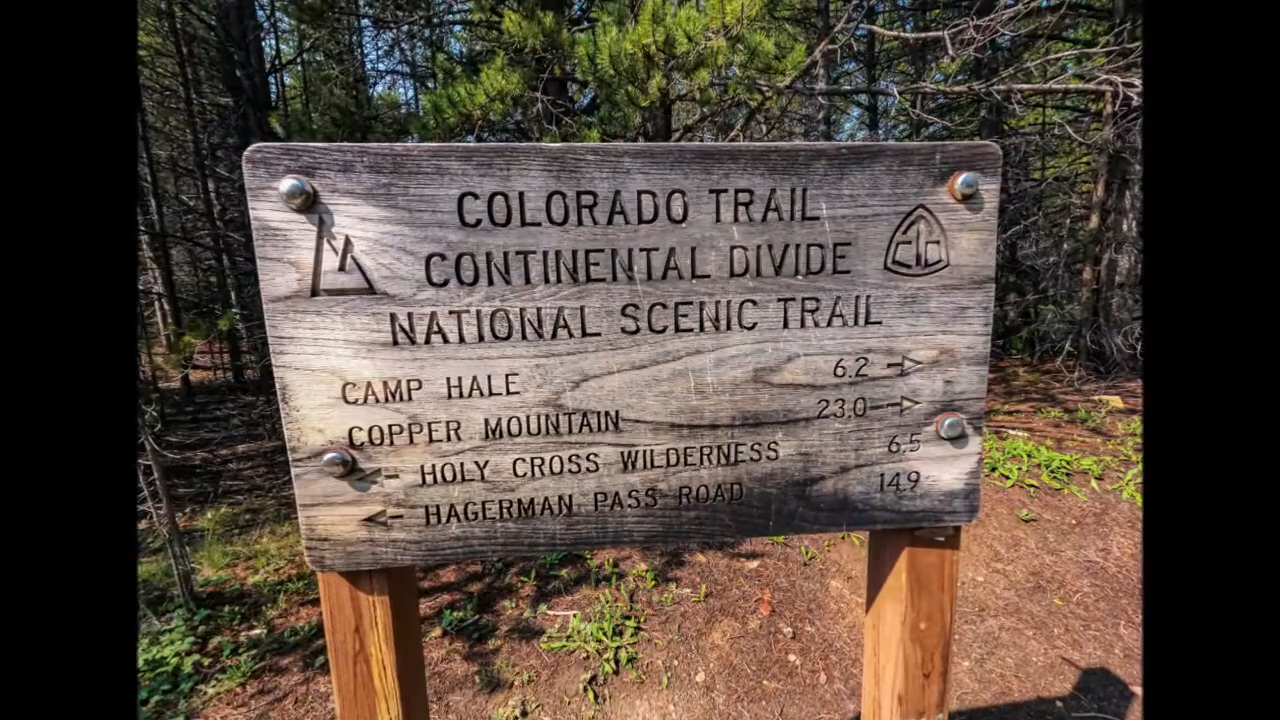 COLORADO TRAIL
CONTINENTAL DIVIDE
CD
NATIONAL SCENIC TRAIL
CAMP HALE 6.2 →
COPPER MOUNTAIN 23.0 →
← HOLY CROSS WILDERNESS 6.5
← HAGERMAN PASS ROAD 14.9